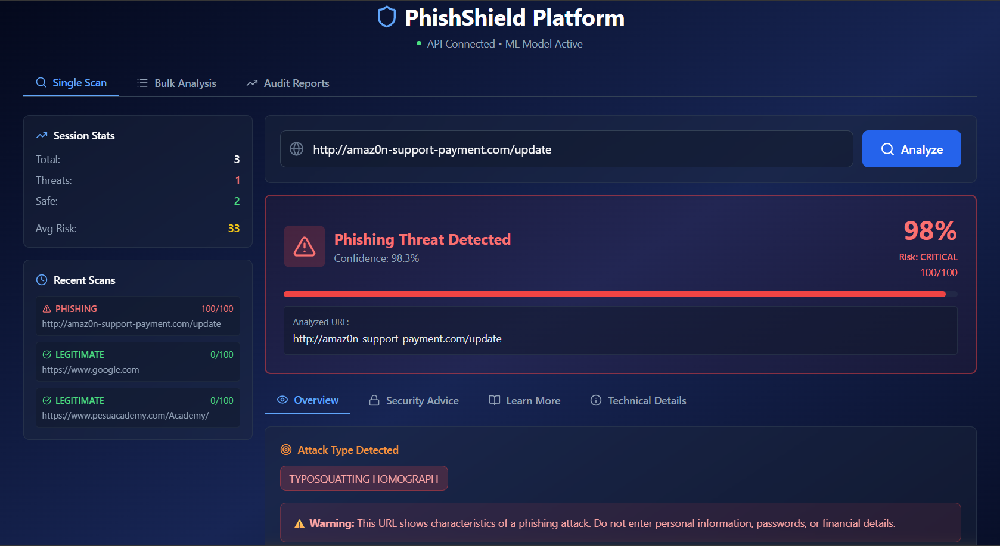 PhishShield Platform
API Connected • ML Model Active
Single Scan
Bulk Analysis
Audit Reports
Session Stats
Total: 3
Threats: 1
Safe: 2
Avg Risk: 33
Recent Scans
PHISHING 100/100
http://amaz0n-support-payment.com/update
LEGITIMATE 0/100
https://www.google.com
LEGITIMATE 0/100
https://www.pesuacademy.com/Academy/
http://amaz0n-support-payment.com/update
Analyze
Phishing Threat Detected
Confidence: 98.3%
98%
Risk: CRITICAL
100/100
Analyzed URL:
http://amaz0n-support-payment.com/update
Overview
Security Advice
Learn More
Technical Details
Attack Type Detected
TYPOSQUATTING HOMOGRAPH
Warning: This URL shows characteristics of a phishing attack. Do not enter personal information, passwords, or financial details.